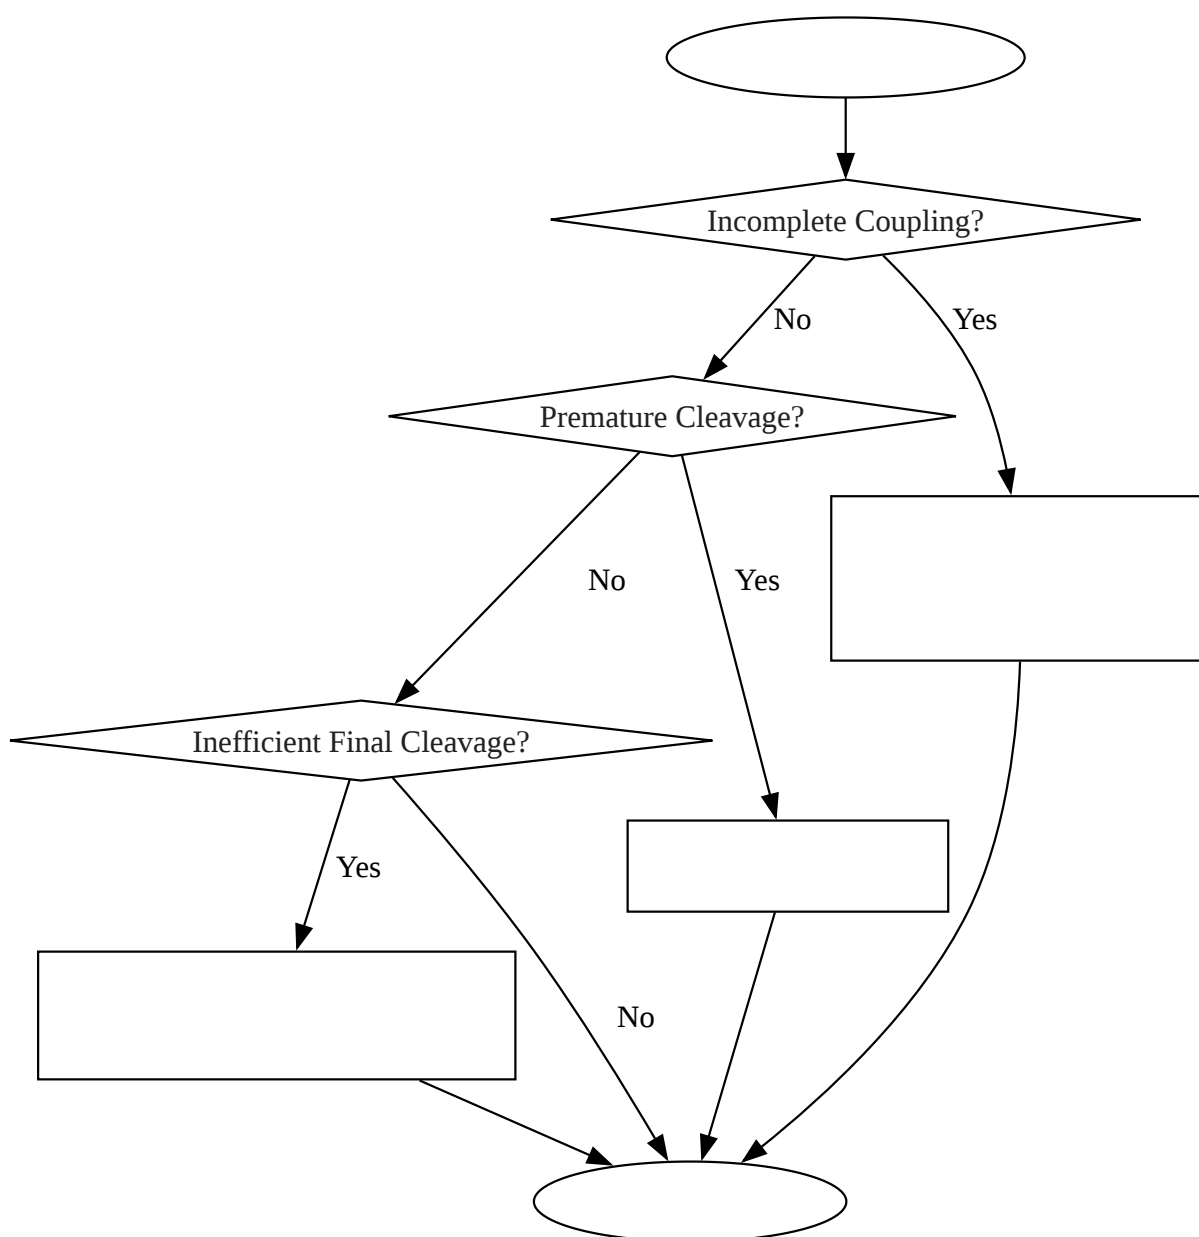 Incomplete Coupling?
No
Yes
Premature Cleavage?
No
Yes
Inefficient Final Cleavage?
Yes
No